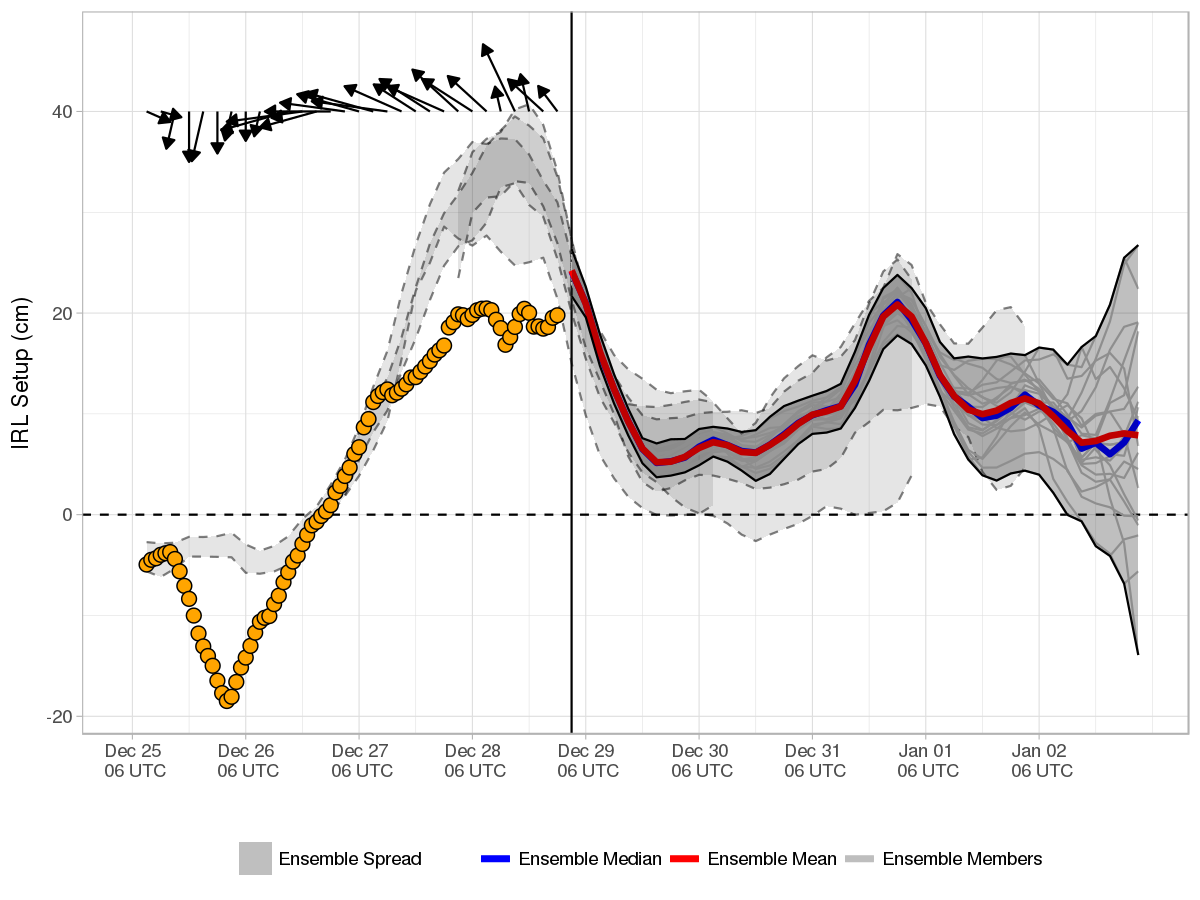 IRL Setup (cm)
40
20
0
-20
Dec 25 Dec 26 Dec 27 Dec 28 Dec 29 Dec 30 Dec 31 Jan 01 Jan 02
06 UTC 06 UTC 06 UTC 06 UTC 06 UTC 06 UTC 06 UTC 06 UTC 06 UTC
Ensemble Spread Ensemble Median Ensemble Mean Ensemble Members